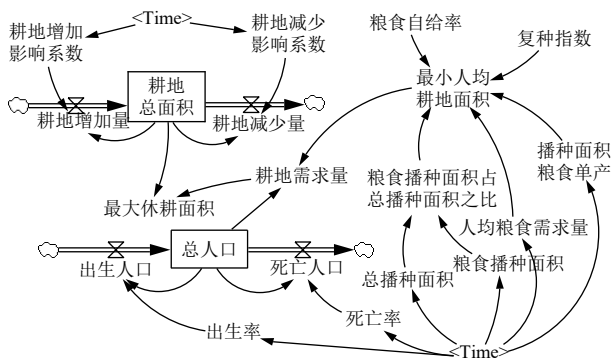 <Time>
耕地增加
影响系数
耕地减少
影响系数
粮食自给率
复种指数
最小人均
耕地面积
耕地
总面积
耕地增加量
耕地减少量
播种面积
粮食单产
耕地需求量
粮食播种面积占
总播种面积之比
最大休耕面积
人均粮食需求量
总人口
出生人口
死亡人口
总播种面积
粮食播种面积
死亡率
出生率
<Time>